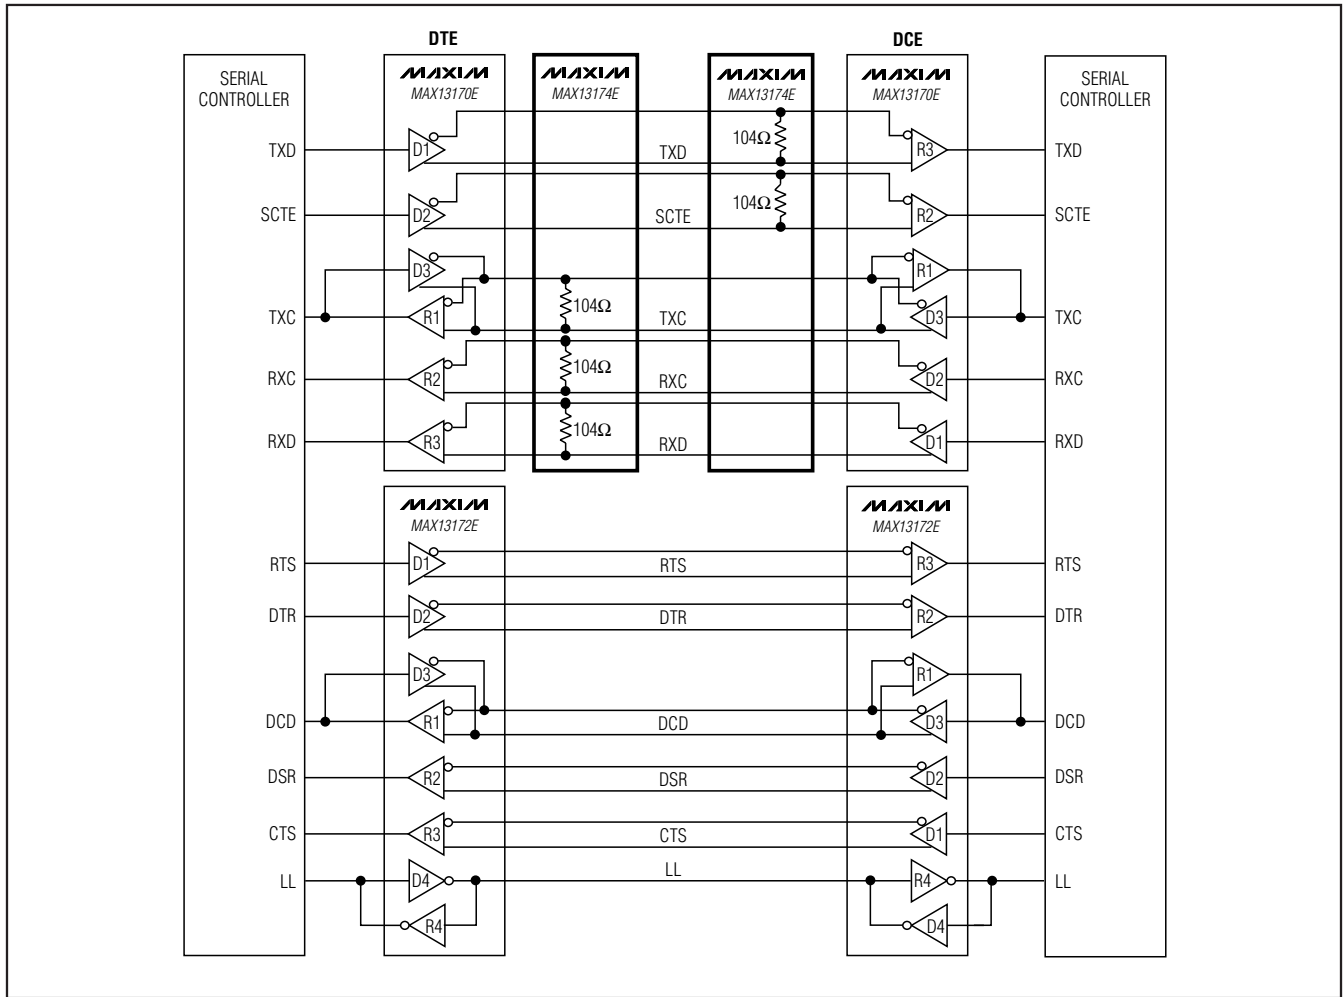 DTE
DCE
SERIAL
CONTROLLER
MAXIM
MAX13170E
MAXIM
MAX13174E
MAXIM
MAX13174E
MAXIM
MAX13170E
SERIAL
CONTROLLER
TXD
D1
TXD
104Ω
R3
TXD
SCTE
D2
SCTE
104Ω
R2
SCTE
D3
R1
TXC
R1
104Ω
TXC
D3
TXC
RXC
R2
104Ω
RXC
D2
RXC
RXD
R3
104Ω
RXD
D1
RXD
MAXIM
MAX13172E
MAXIM
MAX13172E
RTS
D1
RTS
R3
RTS
DTR
D2
DTR
R2
DTR
D3
R1
DCD
R1
DCD
D3
DCD
DSR
R2
DSR
D2
DSR
CTS
R3
CTS
D1
CTS
LL
D4
LL
R4
LL
R4
D4